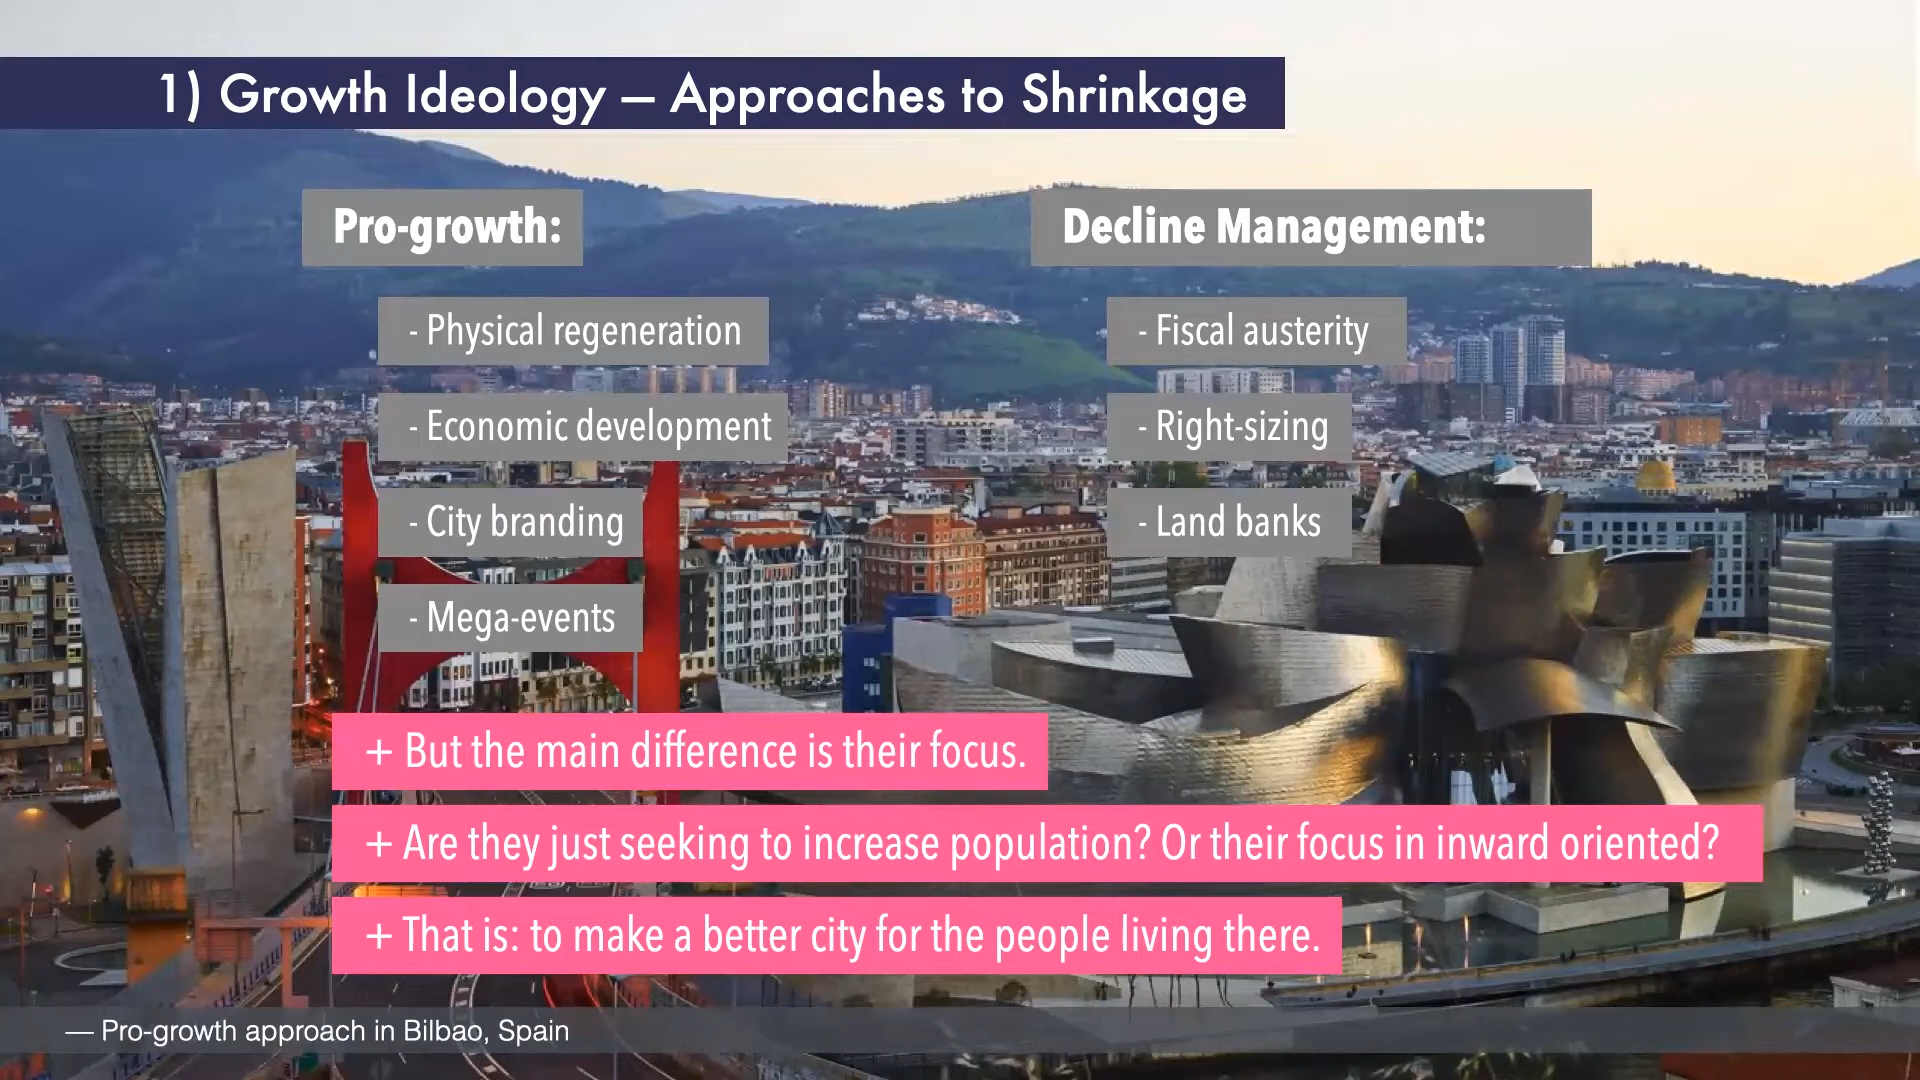 1) Growth Ideology — Approaches to Shrinkage
Pro-growth:
- Physical regeneration
- Economic development
- City branding
- Mega-events
Decline Management:
- Fiscal austerity
- Right-sizing
- Land banks
+ But the main difference is their focus.
+ Are they just seeking to increase population? Or their focus in inward oriented?
+ That is: to make a better city for the people living there.
— Pro-growth approach in Bilbao, Spain